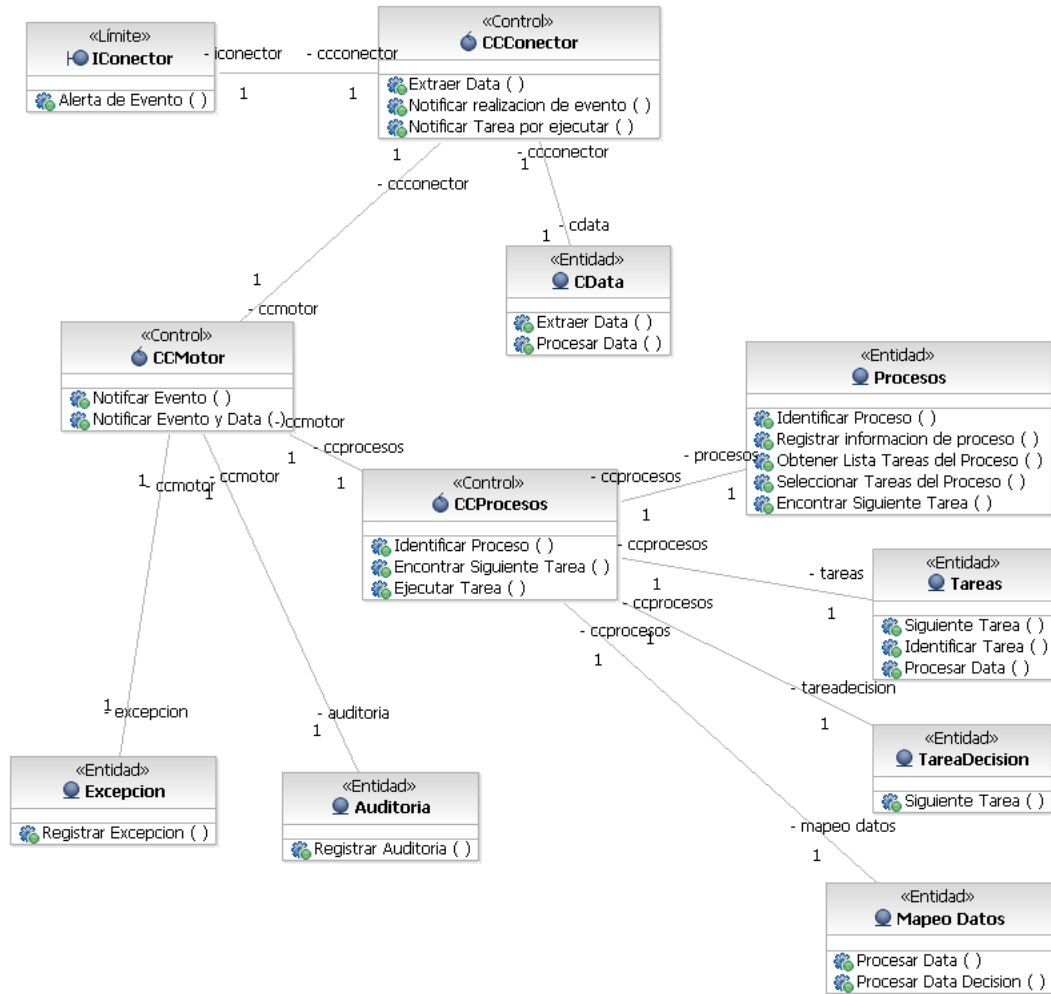 «Límite»
IConector
Alerta de Evento ( )
- iconector
- ccconector
1
1
«Control»
CCConector
Extraer Data ( )
Notificar realizacion de evento ( )
Notificar Tarea por ejecutar ( )
1
- ccconector
- ccconector
1
- cdata
1
«Entidad»
CData
Extraer Data ( )
Procesar Data ( )
1
- ccmotor
«Control»
CCMotor
Notifcar Evento ( )
Notificar Evento y Data ( )
- ccmotor
1
- ccprocesos
1
«Control»
CCProcesos
Identificar Proceso ( )
Encontrar Siguiente Tarea ( )
Ejecutar Tarea ( )
«Entidad»
Procesos
Identificar Proceso ( )
Registrar informacion de proceso ( )
Obtener Lista Tareas del Proceso ( )
Seleccionar Tareas del Proceso ( )
Encontrar Siguiente Tarea ( )
- procesos
1
- ccprocesos
1
- ccprocesos
1
- tareas
1
«Entidad»
Tareas
Siguiente Tarea ( )
Identificar Tarea ( )
Procesar Data ( )
- ccprocesos
1
- tareadecision
1
«Entidad»
TareaDecision
Siguiente Tarea ( )
- ccprocesos
1
- mapeo datos
1
«Entidad»
Mapeo Datos
Procesar Data ( )
Procesar Data Decision ( )
1
- ccmotor
- ccmotor
1
1
- excepcion
- auditoria
1
«Entidad»
Excepcion
Registrar Excepcion ( )
«Entidad»
Auditoria
Registrar Auditoria ( )